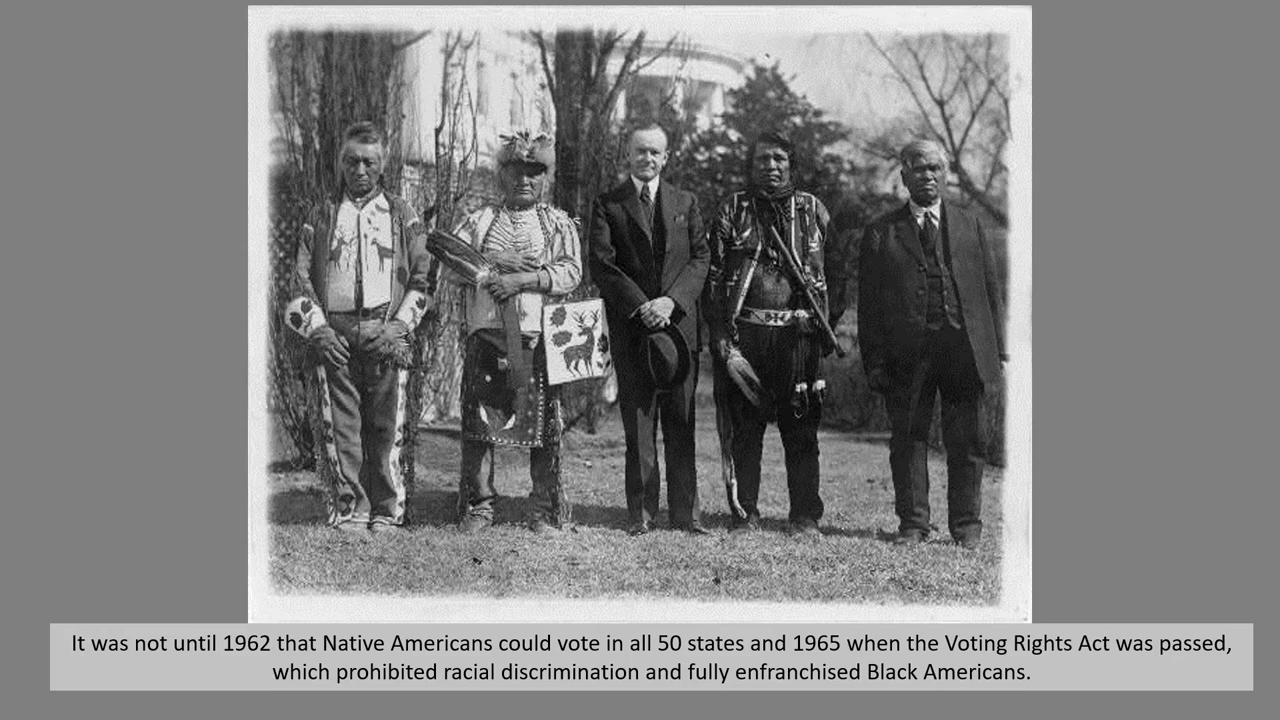 It was not until 1962 that Native Americans could vote in all 50 states and 1965 when the Voting Rights Act was passed,
which prohibited racial discrimination and fully enfranchised Black Americans.